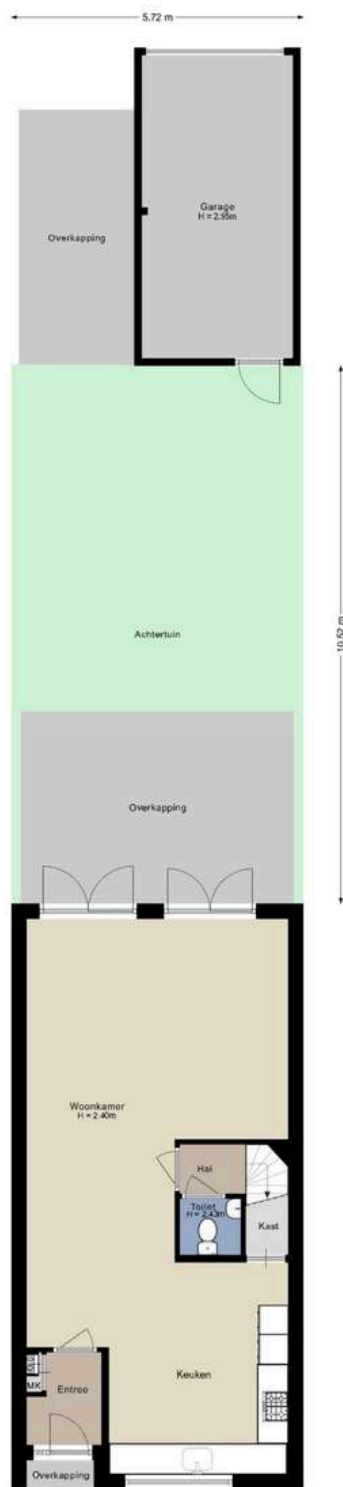 5.72 m
Garage
H = 2.95m
Overkapping
10.52 m
Achtertuin
Overkapping
Woonkamer
H = 2.40m
Hal
Toilet
H = 2.43m
Kast
Keuken
MK
Entree
Overkapping